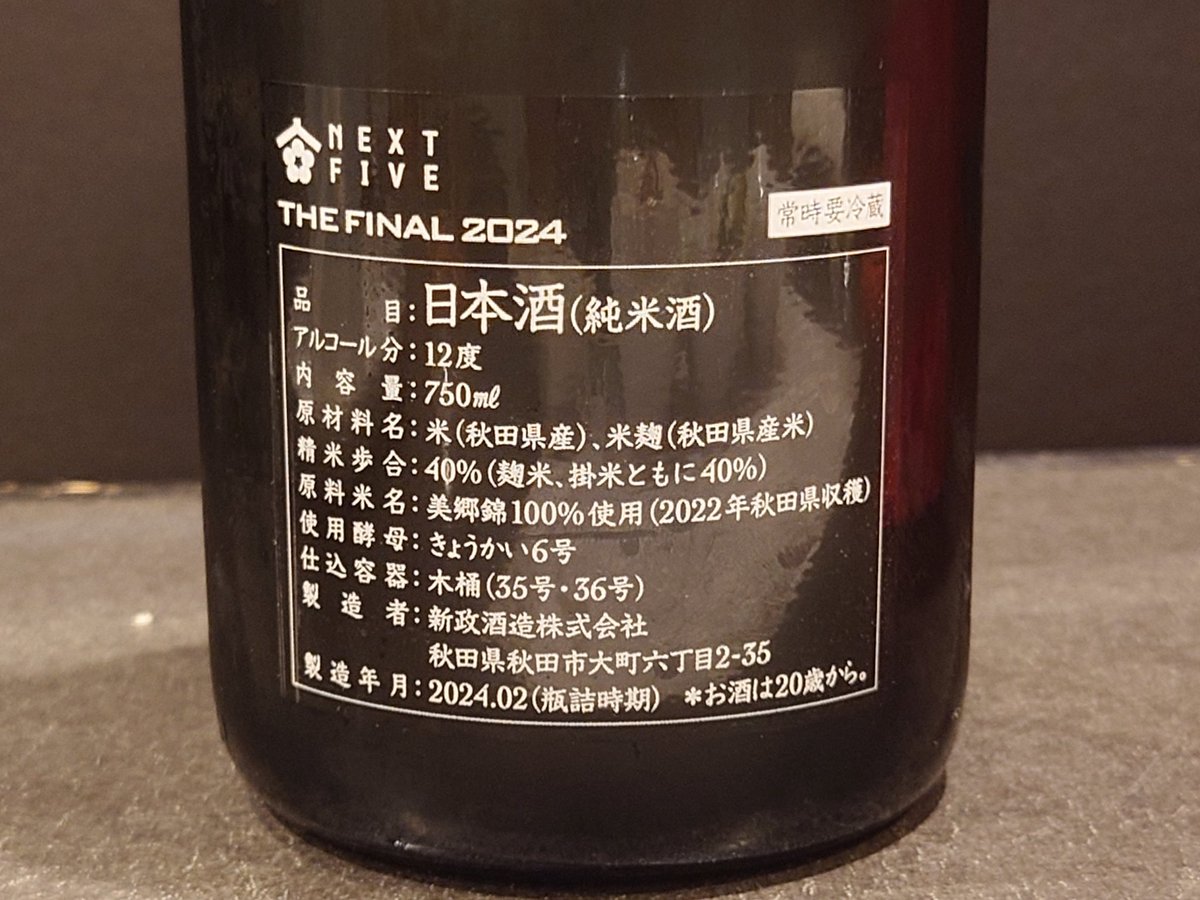 NEXT
FIVE
THE FINAL 2024
常時要冷蔵
品目：日本酒(純米酒)
アルコール分：12度
内容量：750㎖
原材料名：米(秋田県産)、米麹(秋田県産米)
精米歩合：40%(麹米、掛米ともに40%)
原料米名：美郷錦100%使用(2022年秋田県収穫)
使用酵母：きょうかい6号
仕込容器：木桶(35号・36号)
製造者：新政酒造株式会社
秋田県秋田市大町六丁目2-35
製造年月：2024.02(瓶詰時期) *お酒は20歳から。